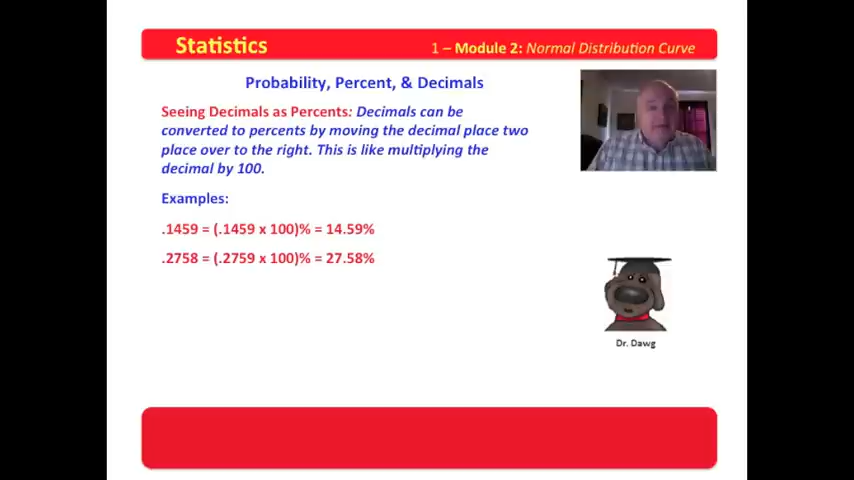 Statistics
1 – Module 2: Normal Distribution Curve
Probability, Percent, & Decimals
Seeing Decimals as Percents: Decimals can be
converted to percents by moving the decimal place two
place over to the right. This is like multiplying the
decimal by 100.
Examples:
.1459 = (.1459 x 100)% = 14.59%
.2758 = (.2759 x 100)% = 27.58%
Dr. Dawg